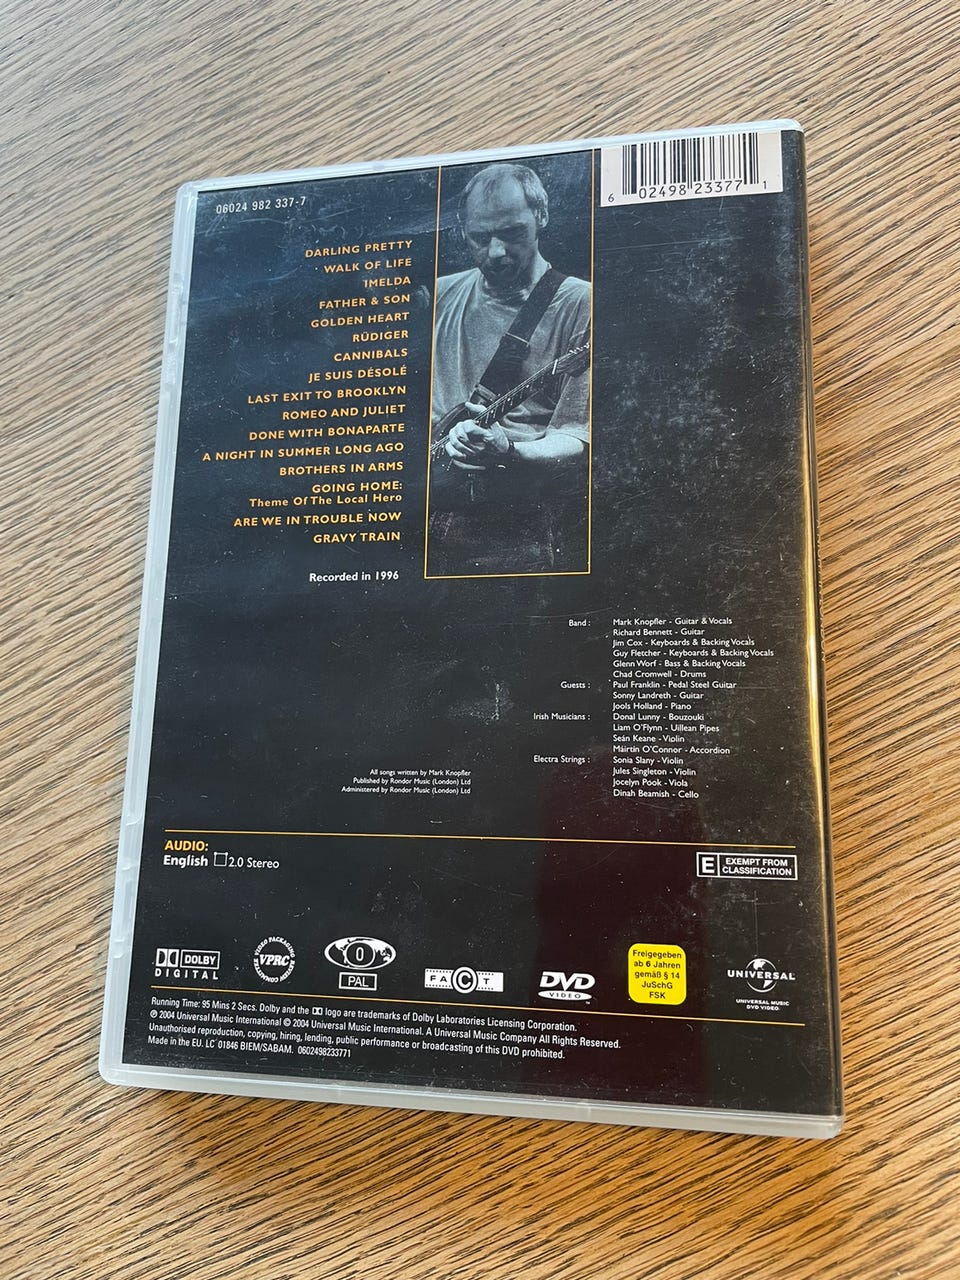 06024 982 337-7
6 02498 23377 1
DARLING PRETTY
WALK OF LIFE
IMELDA
FATHER & SON
GOLDEN HEART
RÜDIGER
CANNIBALS
JE SUIS DÉSOLÉ
LAST EXIT TO BROOKLYN
ROMEO AND JULIET
DONE WITH BONAPARTE
A NIGHT IN SUMMER LONG AGO
BROTHERS IN ARMS
GOING HOME:
Theme Of The Local Hero
ARE WE IN TROUBLE NOW
GRAVY TRAIN
Recorded in 1996
Band : Mark Knopfler - Guitar & Vocals
Richard Bennett - Guitar
Jim Cox - Keyboards & Backing Vocals
Guy Fletcher - Keyboards & Backing Vocals
Glenn Worf - Bass & Backing Vocals
Chad Cromwell - Drums
Guests : Paul Franklin - Pedal Steel Guitar
Sonny Landreth - Guitar
Jools Holland - Piano
Irish Musicians : Donal Lunny - Bouzouki
Liam O'Flynn - Uillean Pipes
Seán Keane - Violin
Máirtín O'Connor - Accordion
Electra Strings : Sonia Slany - Violin
Jules Singleton - Violin
Jocelyn Pook - Viola
Dinah Beamish - Cello
All songs written by Mark Knopfler
Published by Rondor Music (London) Ltd
Administered by Rondor Music (London) Ltd
AUDIO:
English 2.0 Stereo
E EXEMPT FROM
CLASSIFICATION
DOLBY
DIGITAL
VIDEO PACKAGING REVIEW COMMITTEE
VPRC
0
PAL
FACT
DVD
VIDEO
Freigegeben
ab 6 Jahren
gemäß § 14
JuSchG
FSK
UNIVERSAL
UNIVERSAL MUSIC
DVD VIDEO
Running Time: 95 Mins 2 Secs. Dolby and the logo are trademarks of Dolby Laboratories Licensing Corporation.
℗ 2004 Universal Music International © 2004 Universal Music International. A Universal Music Company All Rights Reserved.
Unauthorised reproduction, copying, hiring, lending, public performance or broadcasting of this DVD prohibited.
Made in the EU. LC 01846 BIEM/SABAM. 0602498233771